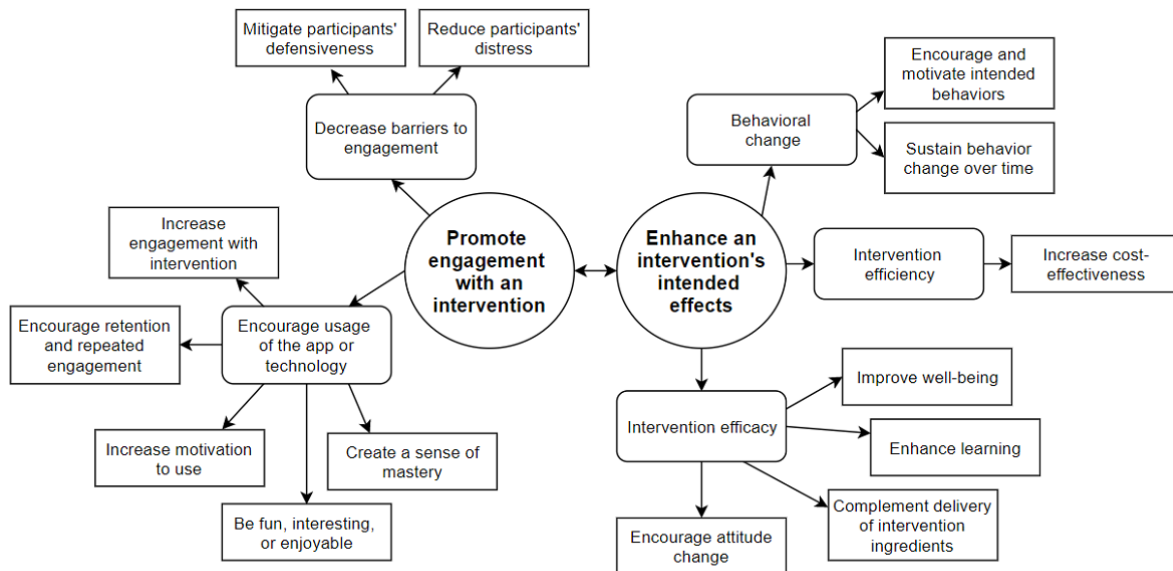 Mitigate participants'
defensiveness
Reduce participants'
distress
Decrease barriers to
engagement
Encourage and
motivate intended
behaviors
Behavioral
change
Sustain behavior
change over time
Increase
engagement with
intervention
Promote
engagement
with an
intervention
Enhance an
intervention's
intended
effects
Intervention
efficiency
Increase cost-
effectiveness
Encourage retention
and repeated
engagement
Encourage usage
of the app or
technology
Improve well-being
Intervention efficacy
Enhance learning
Increase motivation
to use
Create a sense of
mastery
Be fun, interesting,
or enjoyable
Encourage attitude
change
Complement delivery
of intervention
ingredients